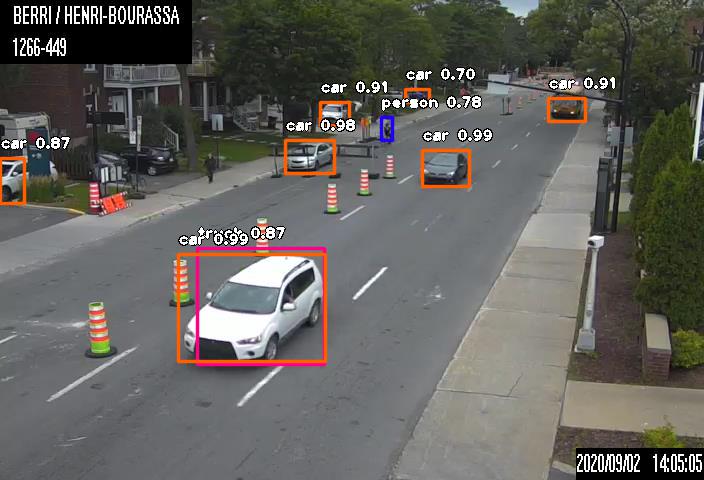 BERRI / HENRI-BOURASSA
1266-449
car 0.70
car 0.91
car 0.91
person 0.78
car 0.98
car 0.99
car 0.87
truck 0.87
car 0.99
2020/09/02 14:05:05